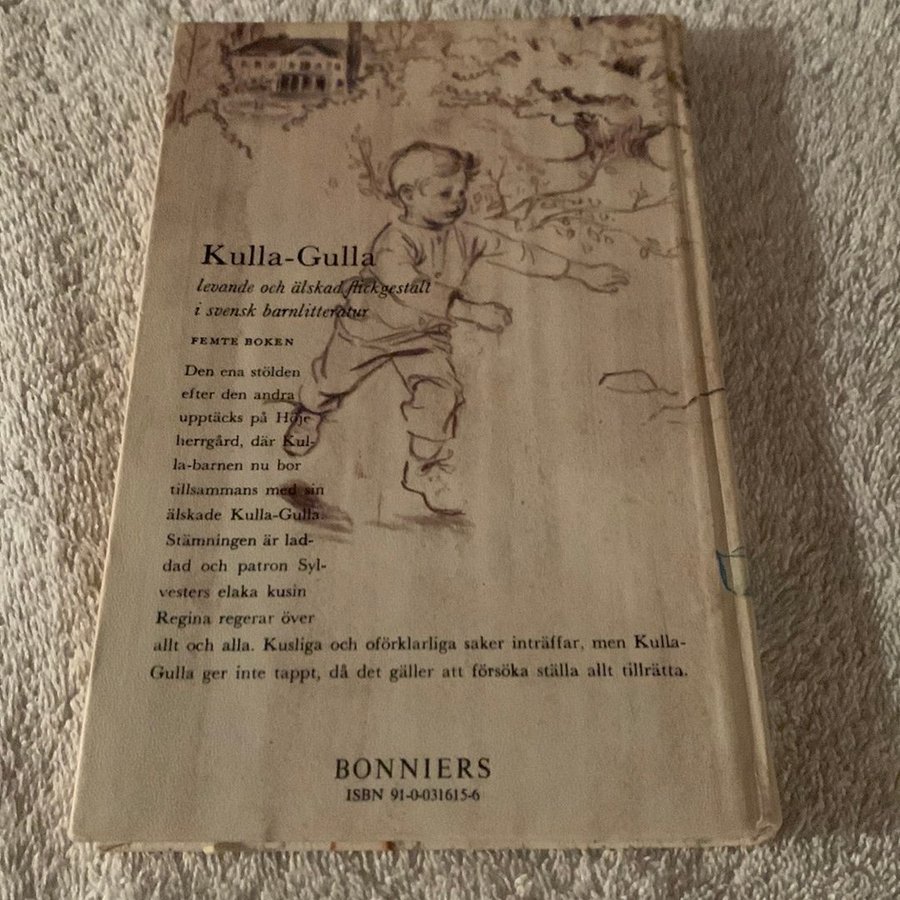 Kulla-Gulla
levande och älskad flickgestalt
i svensk barnlitteratur
FEMTE BOKEN
Den ena stölden
efter den andra
upptäcks på Höje
herrgård, där Kul-
la-barnen nu bor
tillsammans med sin
älskade Kulla-Gulla.
Stämningen är lad-
dad och patron Syl-
vesters elaka kusin
Regina regerar över
allt och alla. Kusliga och oförklarliga saker inträffar, men Kulla-
Gulla ger inte tappt, då det gäller att försöka ställa allt tillrätta.
BONNIERS
ISBN 91-0-031615-6